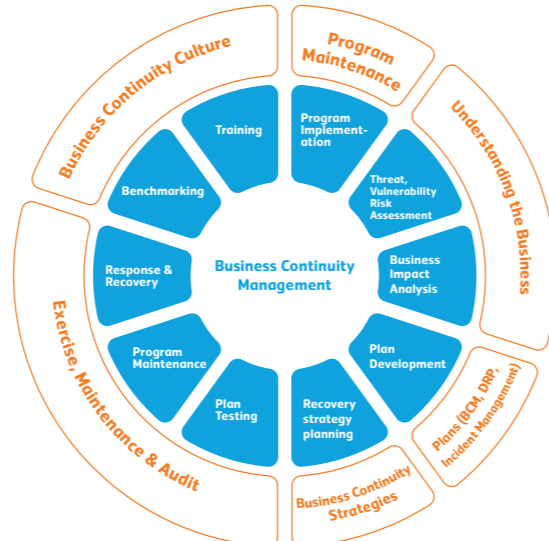 Business Continuity Culture
Program
Maintenance
Understanding the Business
Plans (BCM, DRP,
Incident Management)
Business Continuity
Strategies
Exercise, Maintenance & Audit
Training
Program
Implement-
ation
Threat,
Vulnerability
Risk
Assessment
Business
Impact
Analysis
Plan
Development
Recovery
strategy
planning
Plan
Testing
Program
Maintenance
Response &
Recovery
Benchmarking
Business Continuity
Management